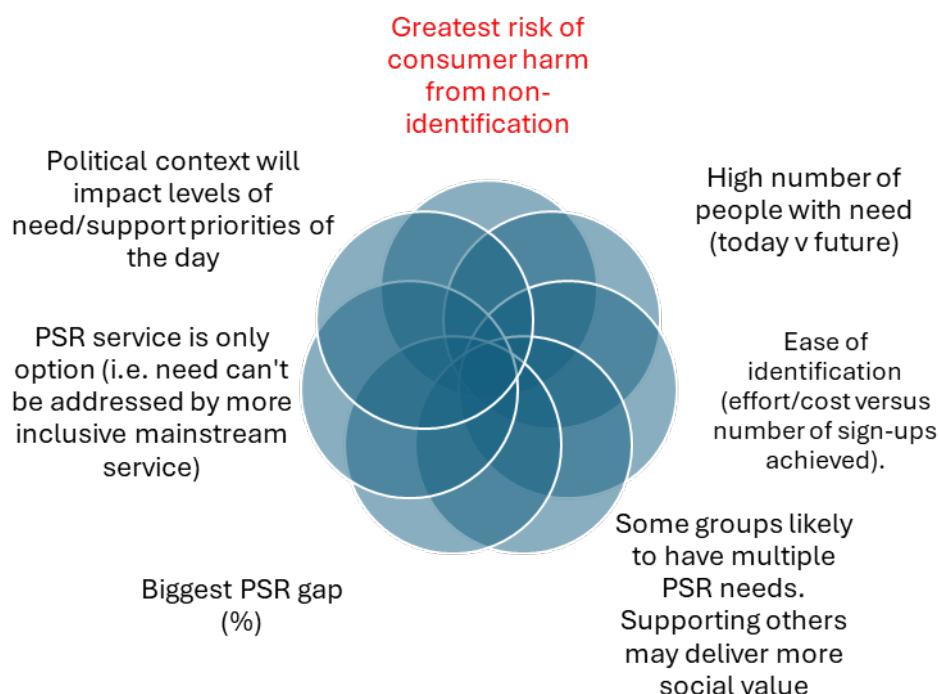 Greatest risk of
consumer harm
from non-
identification
Political context will
impact levels of
need/support priorities of
the day
High number of
people with need
(today v future)
PSR service is only
option (i.e. need can't
be addressed by more
inclusive mainstream
service)
Ease of
identification
(effort/cost versus
number of sign-ups
achieved).
Some groups likely
to have multiple
PSR needs.
Supporting others
may deliver more
social value
Biggest PSR gap
(%)